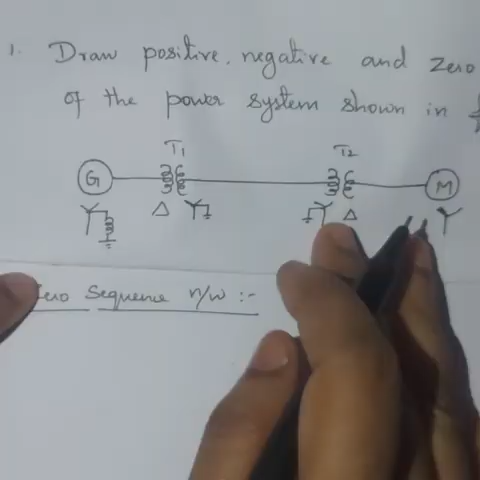 1. Draw positive, negative and zero
of the power system shown in
T1 T2
G M
Zero Sequence n/w :-